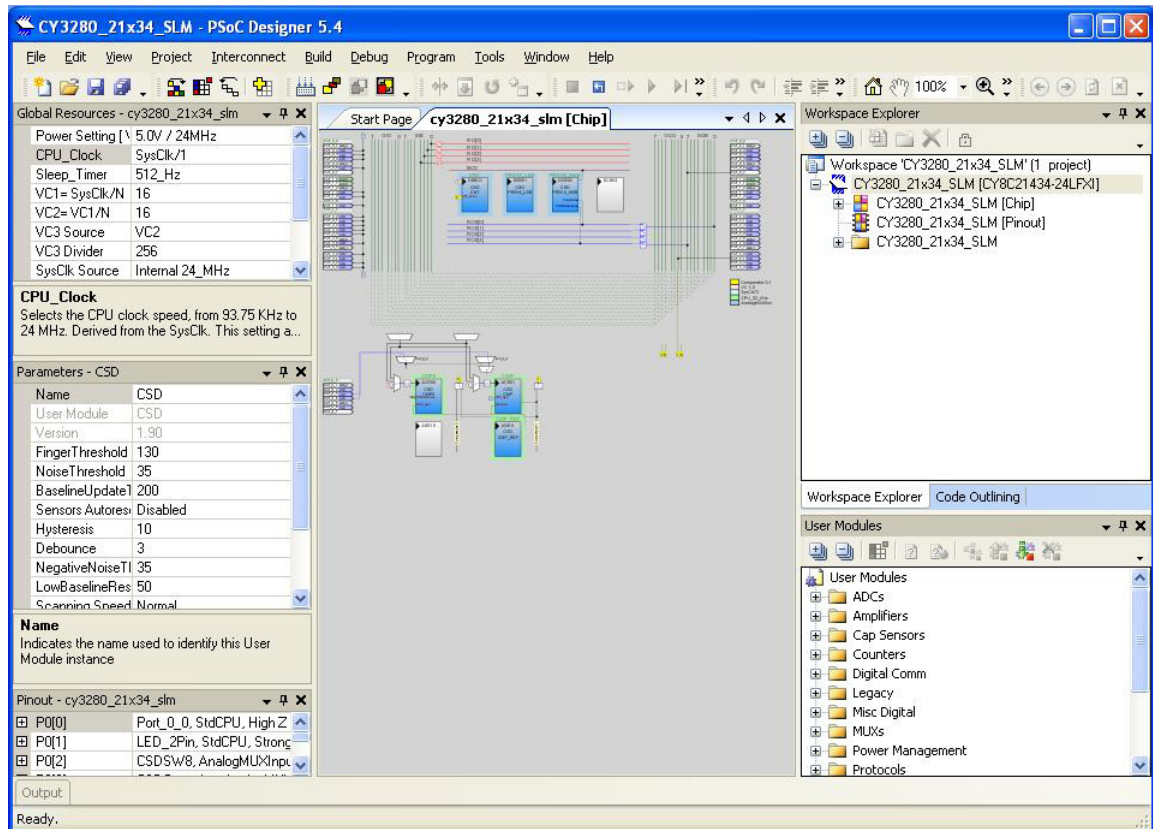 CY3280_21x34_SLM - PSoC Designer 5.4
File Edit View Project Interconnect Build Debug Program Tools Window Help
100%
Global Resources - cy3280_21x34_slm
Power Setting [ 5.0V / 24MHz
CPU_Clock SysClk/1
Sleep_Timer 512_Hz
VC1= SysClk/N 16
VC2= VC1/N 16
VC3 Source VC2
VC3 Divider 256
SysClk Source Internal 24_MHz
CPU_Clock
Selects the CPU clock speed, from 93.75 KHz to
24 MHz. Derived from the SysClk. This setting a...
Parameters - CSD
Name CSD
User Module CSD
Version 1.90
FingerThreshold 130
NoiseThreshold 35
BaselineUpdateT 200
Sensors Autorese Disabled
Hysteresis 10
Debounce 3
NegativeNoiseTl 35
LowBaselineRes 50
Scanning Speed Normal
Name
Indicates the name used to identify this User
Module instance
Pinout - cy3280_21x34_slm
P0[0] Port_0_0, StdCPU, High Z
P0[1] LED_2Pin, StdCPU, Strong
P0[2] CSDSW8, AnalogMUXInpu
Start Page cy3280_21x34_slm [Chip]
Workspace Explorer
Workspace 'CY3280_21x34_SLM' (1 project)
CY3280_21x34_SLM [CY8C21434-24LFXI]
CY3280_21x34_SLM [Chip]
CY3280_21x34_SLM [Pinout]
CY3280_21x34_SLM
Workspace Explorer Code Outlining
User Modules
User Modules
ADCs
Amplifiers
Cap Sensors
Counters
Digital Comm
Legacy
Misc Digital
MUXs
Power Management
Protocols
Output
Ready.